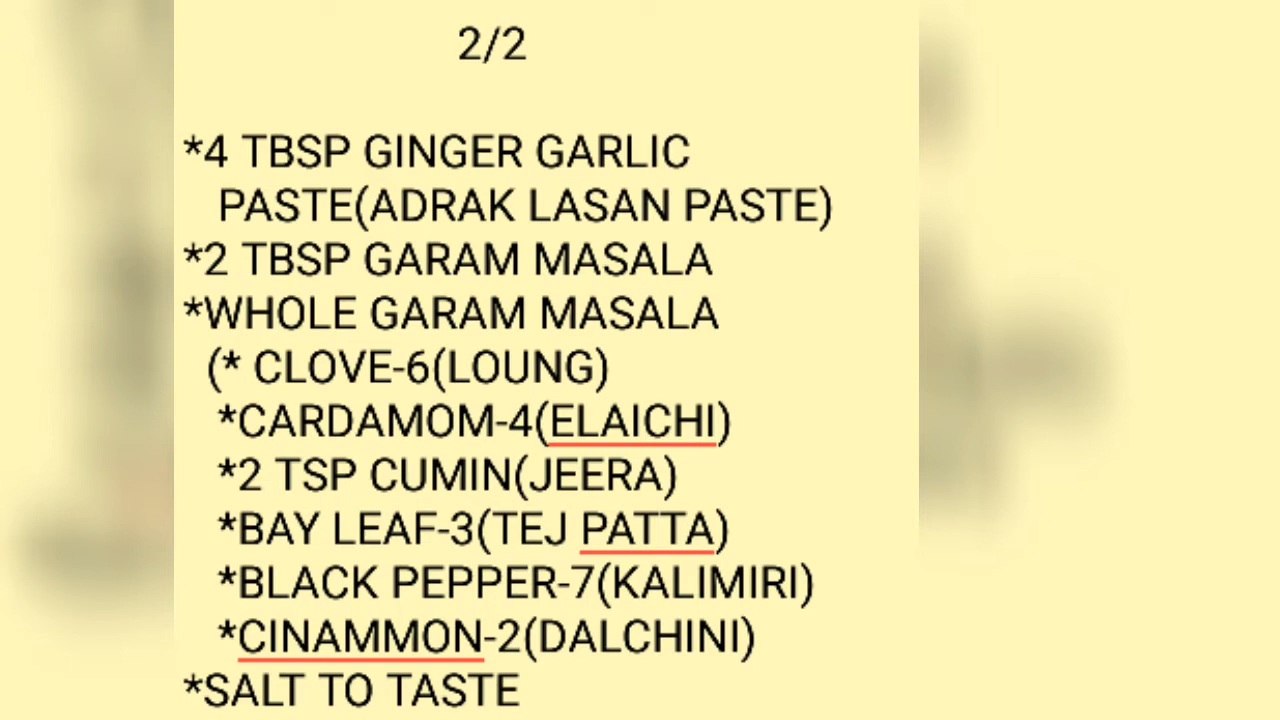 2/2
*4 TBSP GINGER GARLIC
PASTE(ADRAK LASAN PASTE)
*2 TBSP GARAM MASALA
*WHOLE GARAM MASALA
(* CLOVE-6(LOUNG)
*CARDAMOM-4(ELAICHI)
*2 TSP CUMIN(JEERA)
*BAY LEAF-3(TEJ PATTA)
*BLACK PEPPER-7(KALIMIRI)
*CINAMMON-2(DALCHINI)
*SALT TO TASTE